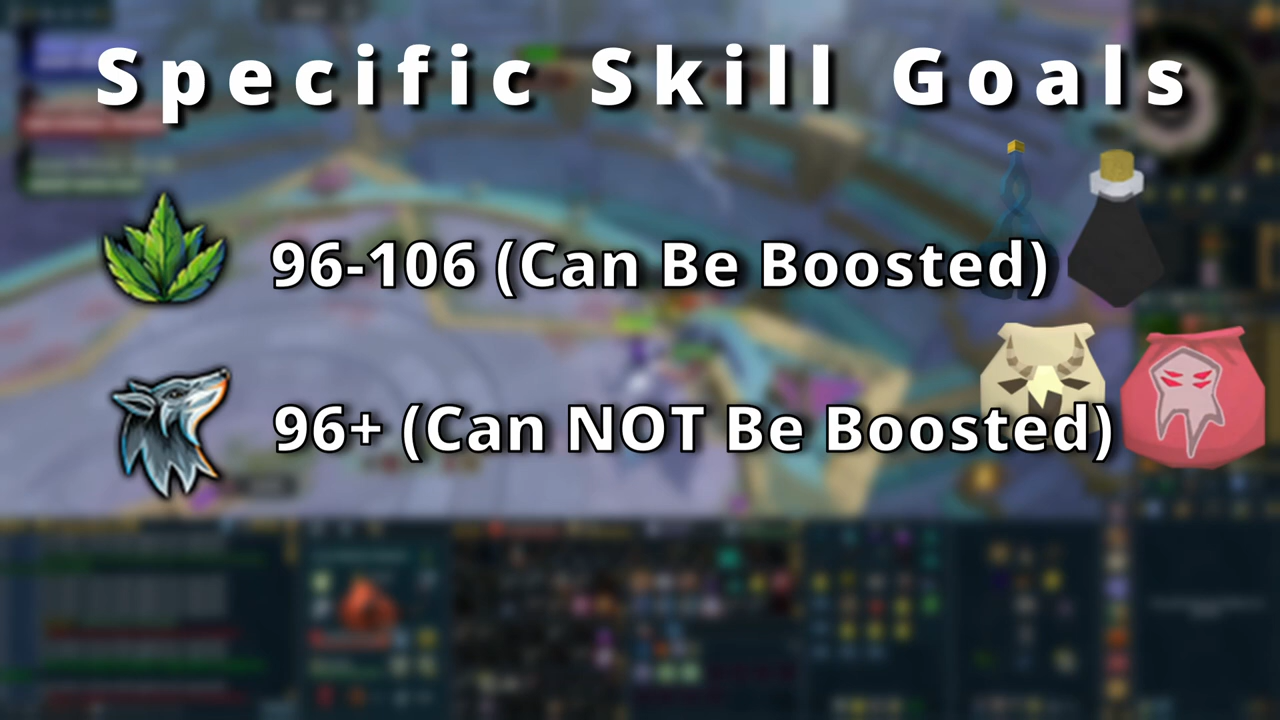 Specific Skill Goals
96-106 (Can Be Boosted)
96+ (Can NOT Be Boosted)